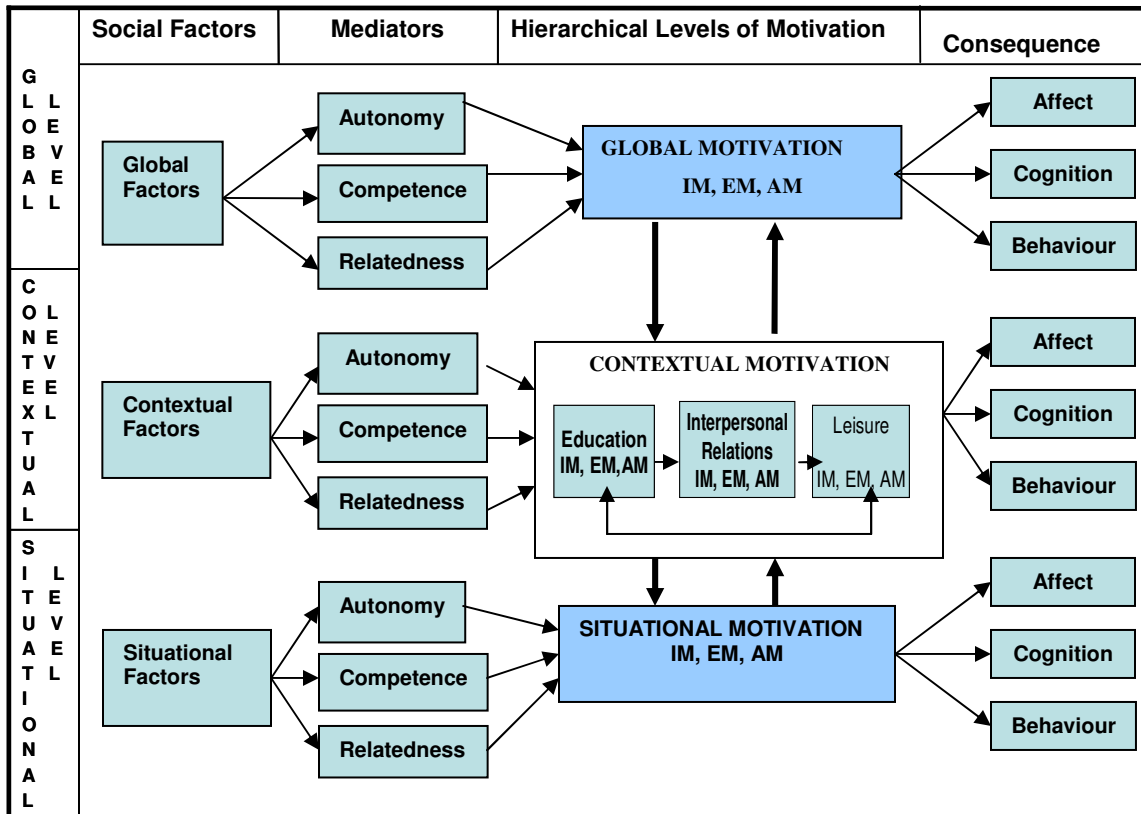 Social Factors
Mediators
Hierarchical Levels of Motivation
Consequence
GLOBAL
LEVEL
Global
Factors
Autonomy
Competence
Relatedness
GLOBAL MOTIVATION
IM, EM, AM
Affect
Cognition
Behaviour
CONTEXTUAL
LEVEL
Contextual
Factors
Autonomy
Competence
Relatedness
CONTEXTUAL MOTIVATION
Education
IM, EM,AM
Interpersonal
Relations
IM, EM, AM
Leisure
IM, EM, AM
Affect
Cognition
Behaviour
SITUATIONAL
LEVEL
Situational
Factors
Autonomy
Competence
Relatedness
SITUATIONAL MOTIVATION
IM, EM, AM
Affect
Cognition
Behaviour